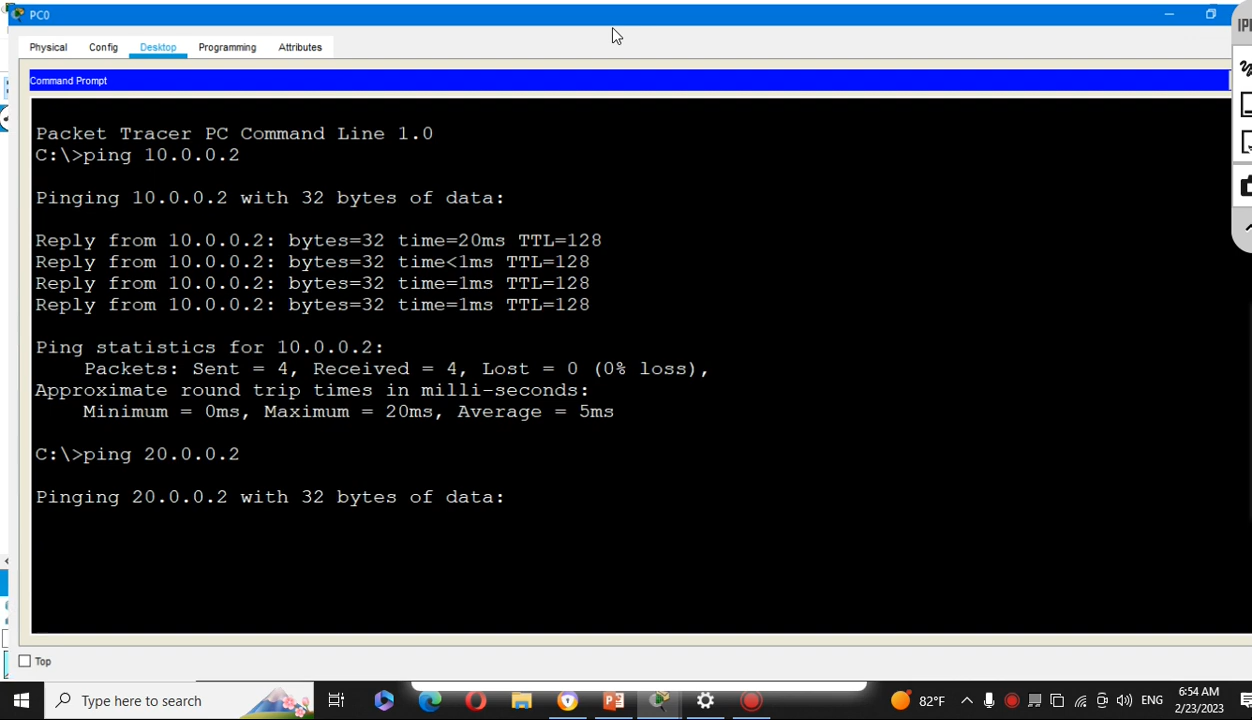 PC0
Physical Config Desktop Programming Attributes
Command Prompt
Packet Tracer PC Command Line 1.0
C:\>ping 10.0.0.2
Pinging 10.0.0.2 with 32 bytes of data:
Reply from 10.0.0.2: bytes=32 time=20ms TTL=128
Reply from 10.0.0.2: bytes=32 time<1ms TTL=128
Reply from 10.0.0.2: bytes=32 time=1ms TTL=128
Reply from 10.0.0.2: bytes=32 time=1ms TTL=128
Ping statistics for 10.0.0.2:
Packets: Sent = 4, Received = 4, Lost = 0 (0% loss),
Approximate round trip times in milli-seconds:
Minimum = 0ms, Maximum = 20ms, Average = 5ms
C:\>ping 20.0.0.2
Pinging 20.0.0.2 with 32 bytes of data:
Top
Type here to search
82°F
ENG
6:54 AM
2/23/2023